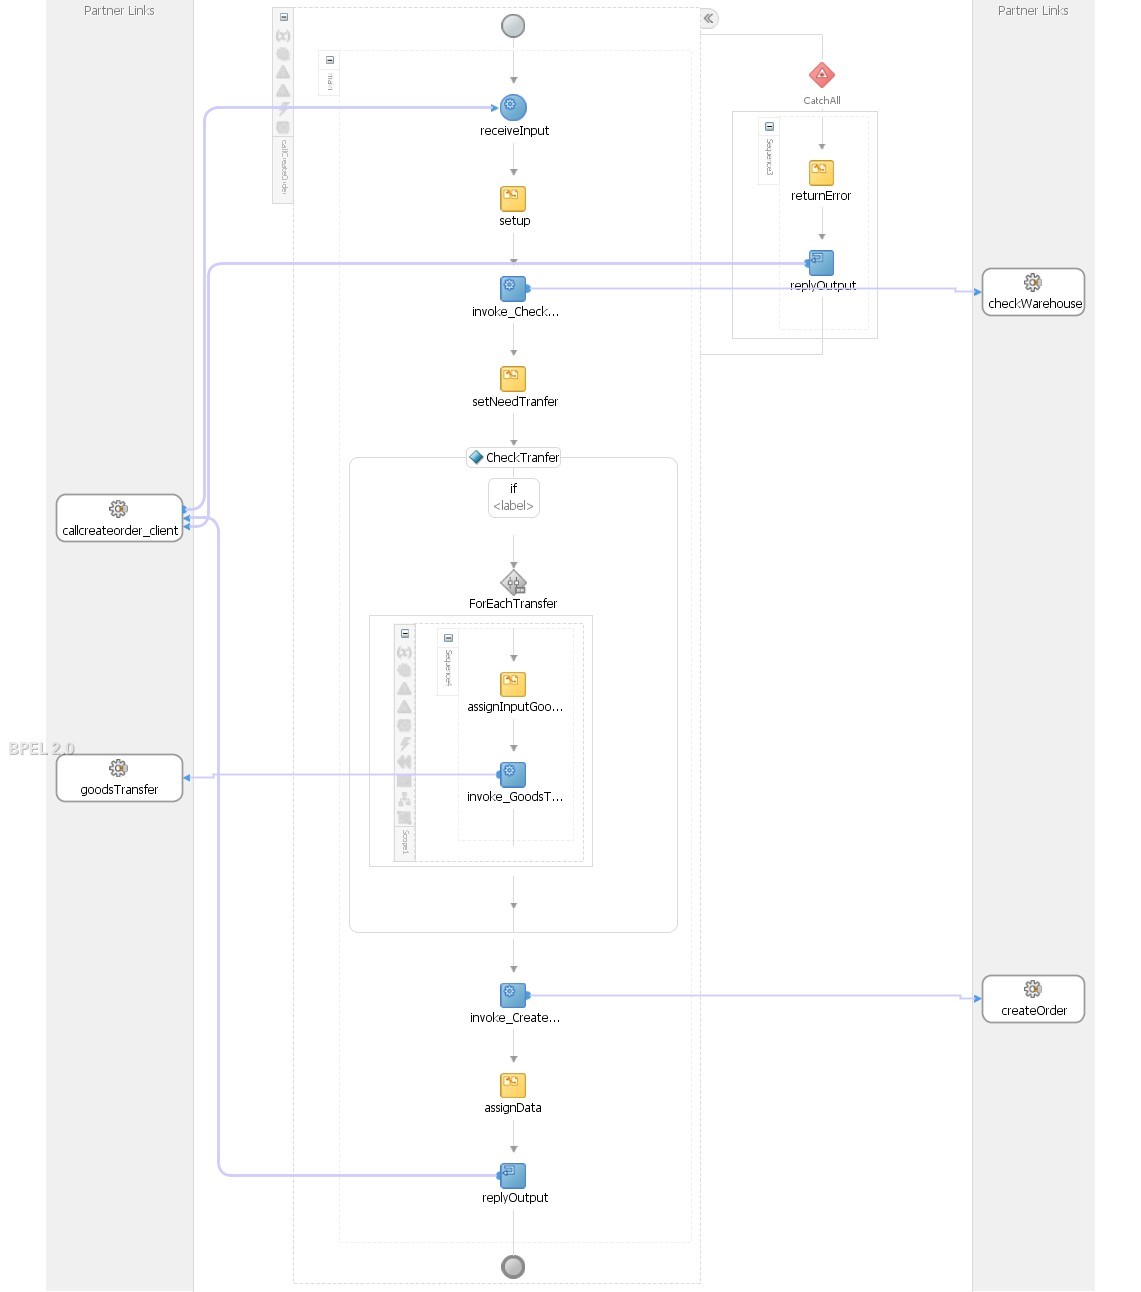 Partner Links
Partner Links
main
callCreateOrder
receiveInput
CatchAll
Sequence3
setup
returnError
replyOutput
invoke_Check...
checkWarehouse
setNeedTranfer
CheckTranfer
if
<label>
callcreateorder_client
ForEachTransfer
Sequence4
assignInputGoo...
BPEL 2.0
goodsTransfer
invoke_GoodsT...
Scope1
invoke_Create...
createOrder
assignData
replyOutput